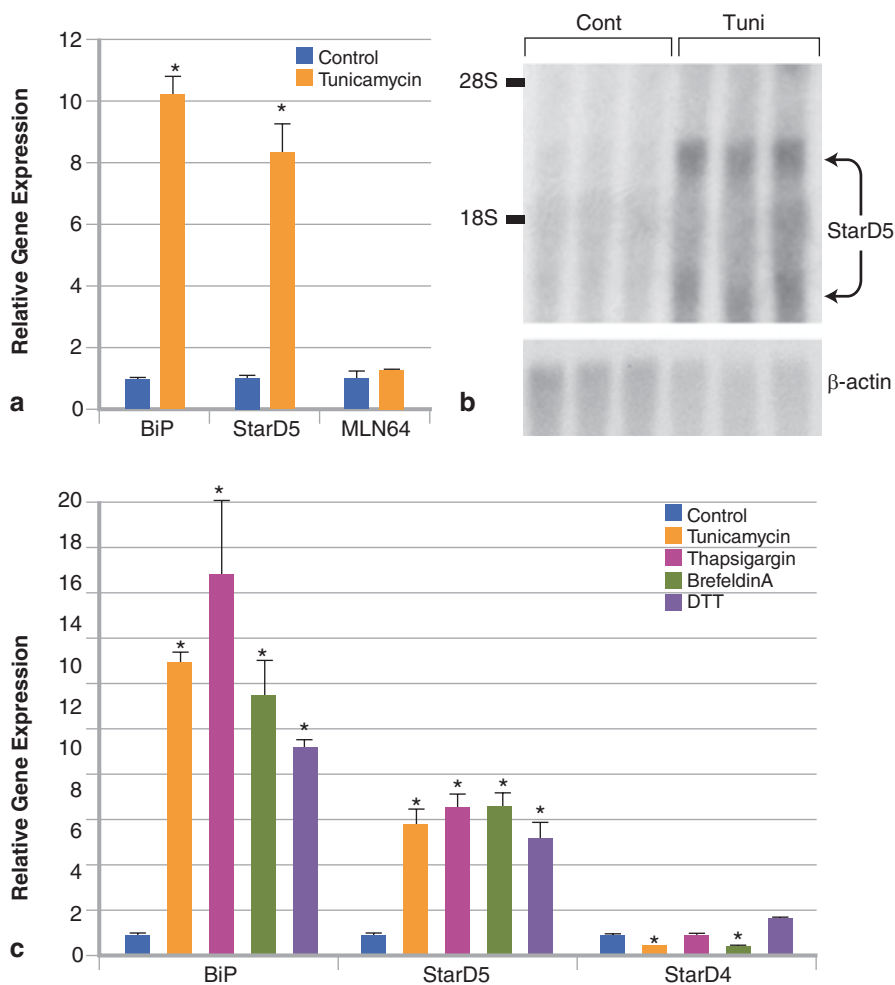 12
10
8
6
4
2
0
Relative Gene Expression
Control
Tunicamycin
*
*
BiP
StarD5
MLN64
a
Cont
Tuni
28S
18S
StarD5
β-actin
b
20
18
16
14
10
12
10
8
6
4
2
0
Relative Gene Expression
Control
Tunicamycin
Thapsigargin
BrefeldinA
DTT
*
*
*
*
*
*
*
*
*
*
BiP
StarD5
StarD4
c